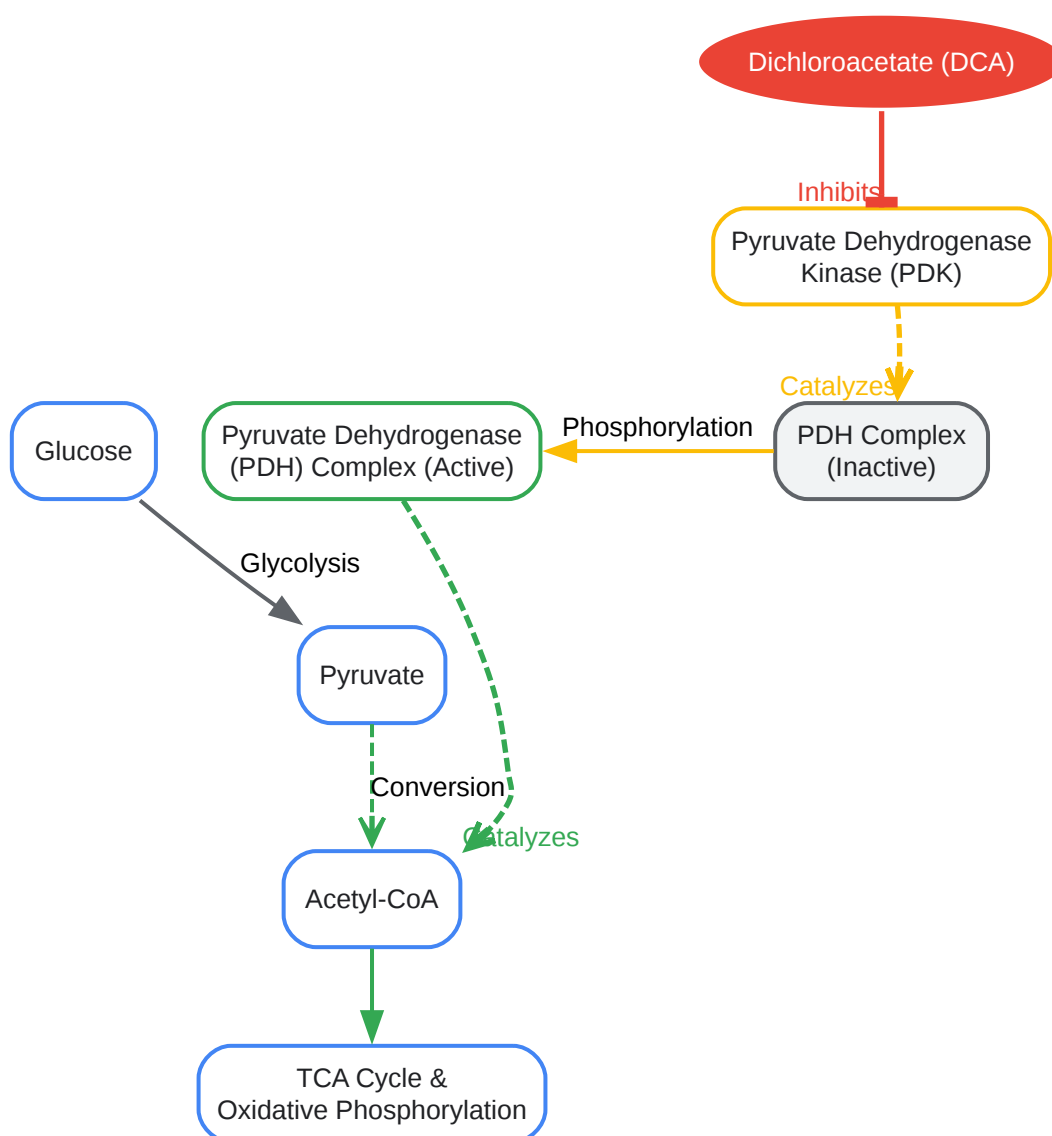 Dichloroacetate (DCA)
Inhibits
Pyruvate Dehydrogenase
Kinase (PDK)
Catalyzes
Glucose
Pyruvate Dehydrogenase
(PDH) Complex (Active)
Phosphorylation
PDH Complex
(Inactive)
Glycolysis
Pyruvate
Conversion
Catalyzes
Acetyl-CoA
TCA Cycle &
Oxidative Phosphorylation